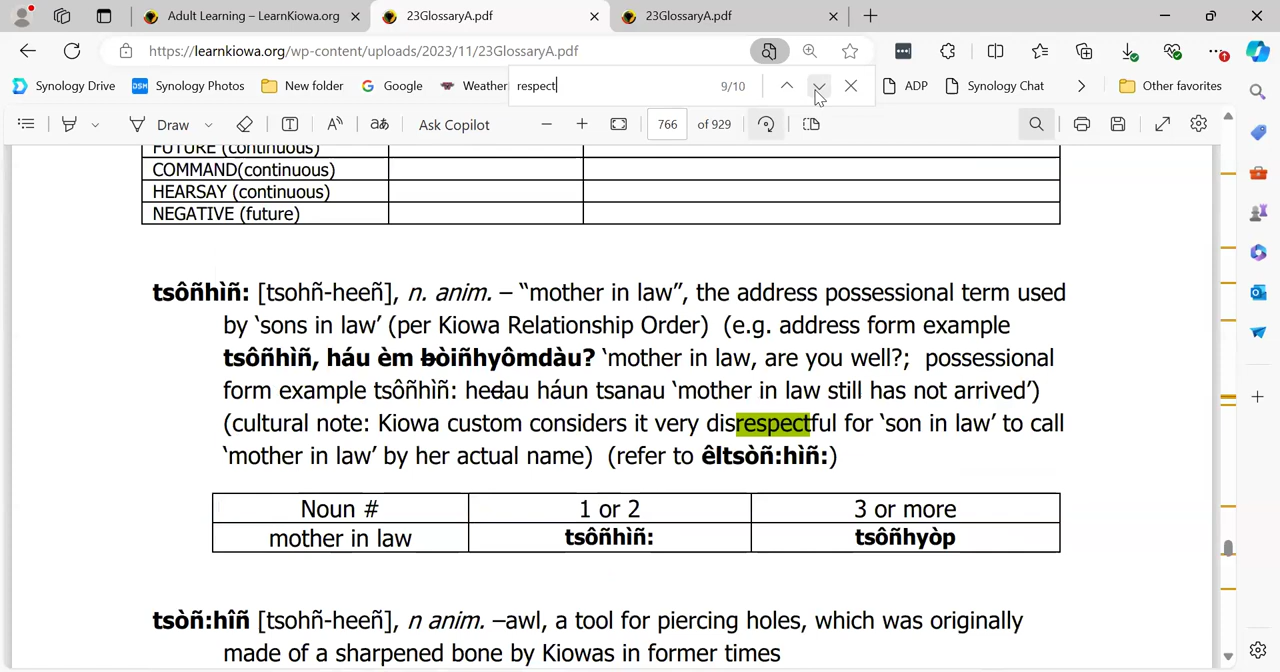 Adult Learning – LearnKiowa.org
23GlossaryA.pdf
23GlossaryA.pdf
https://learnkiowa.org/wp-content/uploads/2023/11/23GlossaryA.pdf
Synology Drive
DSM Synology Photos
New folder
Google
Weather
respect
9/10
ADP
Synology Chat
Other favorites
Draw
Ask Copilot
766 of 929
FUTURE (continuous)
COMMAND(continuous)
HEARSAY (continuous)
NEGATIVE (future)
tsôñhìñ: [tsohñ-heeñ], n. anim. – “mother in law”, the address possessional term used
by ‘sons in law’ (per Kiowa Relationship Order)  (e.g. address form example
tsôñhìñ, háu èm b̶òiñhyômdàu? ‘mother in law, are you well?;  possessional
form example tsôñhìñ: hed̶au háun tsanau ‘mother in law still has not arrived’)
(cultural note: Kiowa custom considers it very disrespectful for ‘son in law’ to call
‘mother in law’ by her actual name)  (refer to êltsòñ:hìñ:)
Noun # 1 or 2 3 or more
mother in law tsôñhìñ: tsôñhyòp
tsòñ:hîñ [tsohñ-heeñ], n anim. –awl, a tool for piercing holes, which was originally
made of a sharpened bone by Kiowas in former times